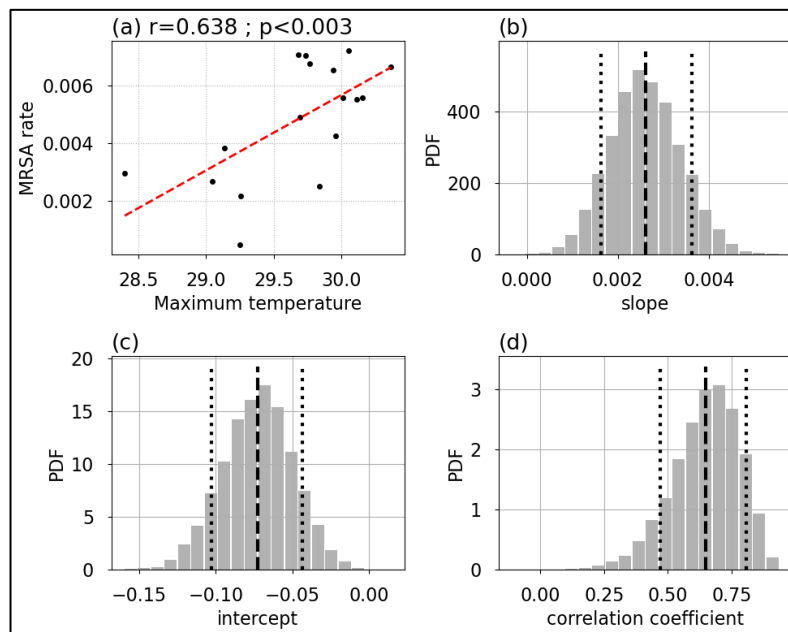 (a) r=0.638 ; p<0.003
MRSA rate
0.006
0.004
0.002
28.5 29.0 29.5 30.0
Maximum temperature
(b)
PDF
400
200
0
0.000 0.002 0.004
slope
(c)
PDF
20
15
10
5
0
−0.15 −0.10 −0.05 0.00
intercept
(d)
PDF
3
2
1
0
0.00 0.25 0.50 0.75
correlation coefficient